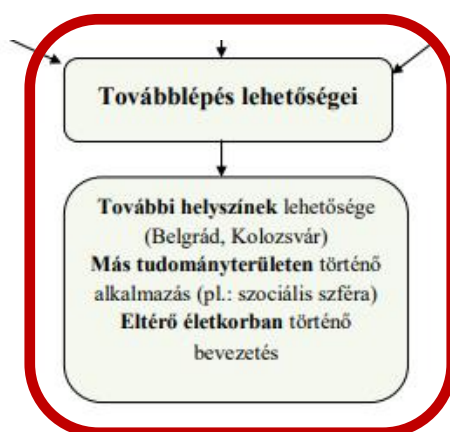 Továbblépés lehetőségei
További helyszínek lehetősége
(Belgrád, Kolozsvár)
Más tudományterületen történő
alkalmazás (pl.: szociális szféra)
Eltérő életkorban történő
bevezetés